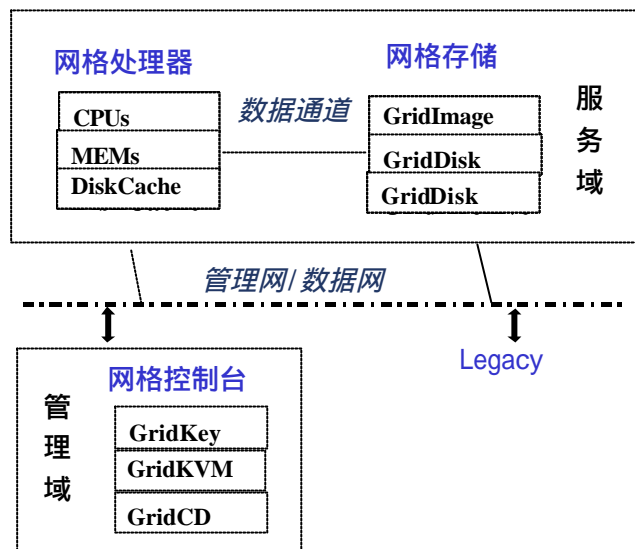 网格处理器
网格存储
CPUs
MEMs
DiskCache
数据通道
GridImage
GridDisk
GridDisk
服务域
管理网/数据网
网格控制台
Legacy
管理域
GridKey
GridKVM
GridCD